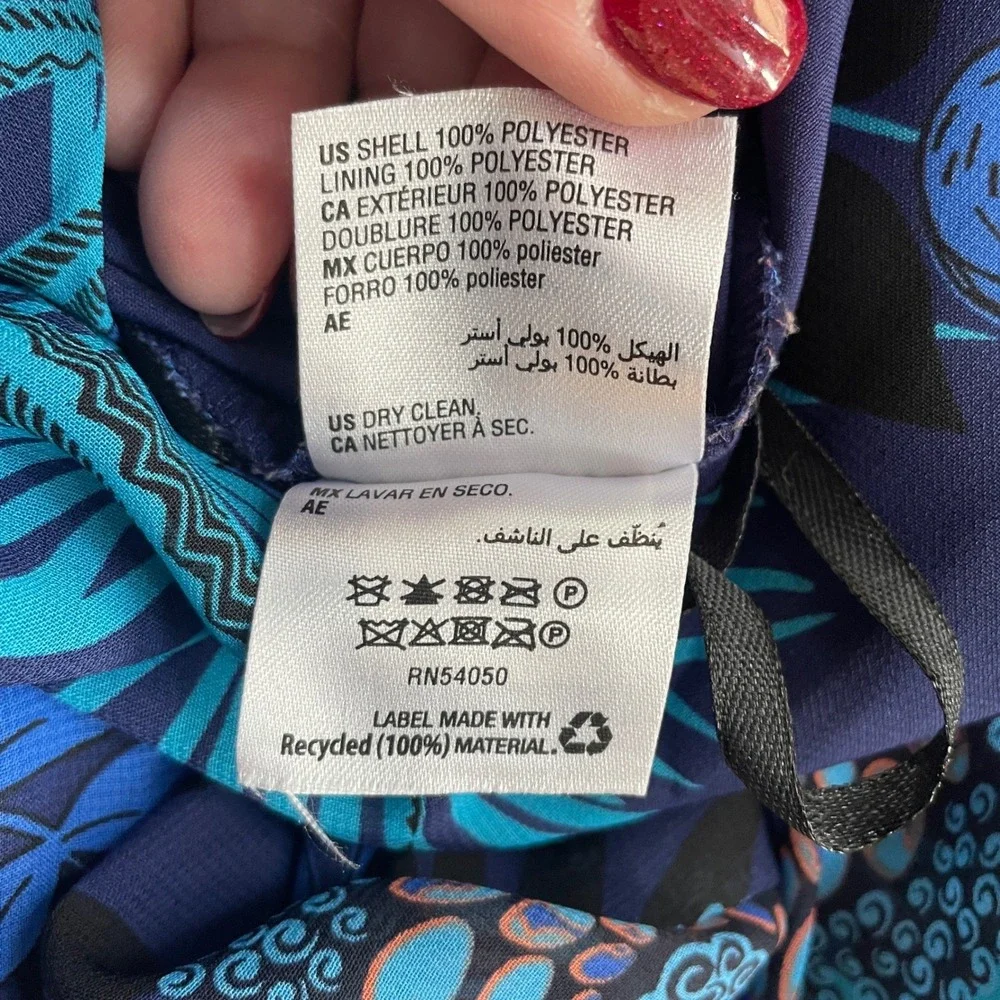 US SHELL 100% POLYESTER
LINING 100% POLYESTER
CA EXTÉRIEUR 100% POLYESTER
DOUBLURE 100% POLYESTER
MX CUERPO 100% poliester
FORRO 100% poliester
AE
الهيكل 100% بولي أستر
بطانة 100% بولي أستر
US DRY CLEAN.
CA NETTOYER À SEC.
MX LAVAR EN SECO.
AE
يُنظّف على الناشف.
P
P
RN54050
LABEL MADE WITH
Recycled (100%) MATERIAL.